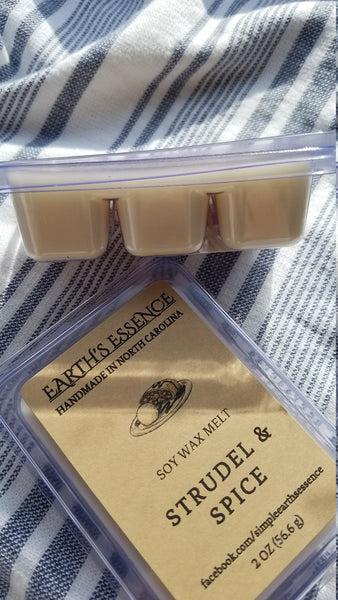 EARTH'S ESSENCE
HANDMADE IN NORTH CAROLINA
SOY WAX MELT
STRUDEL &
SPICE
facebook.com/simpleearthsessence
2 OZ (56.6 g)